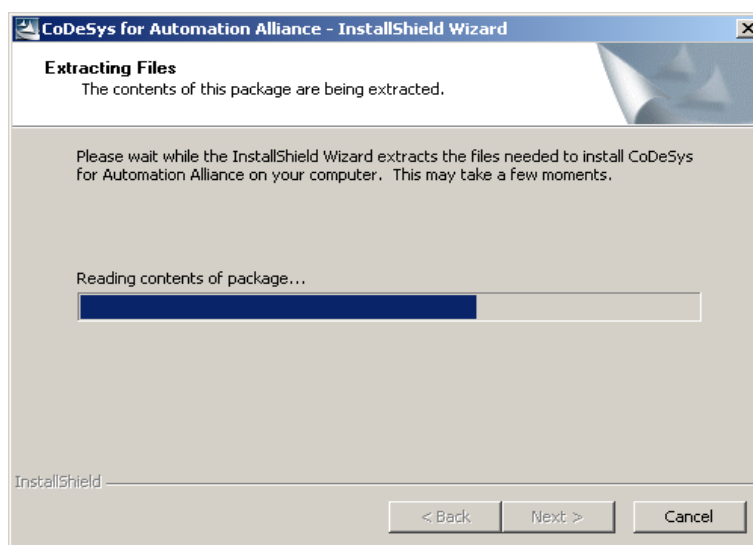 CoDeSys for Automation Alliance - InstallShield Wizard
Extracting Files
The contents of this package are being extracted.
Please wait while the InstallShield Wizard extracts the files needed to install CoDeSys
for Automation Alliance on your computer.  This may take a few moments.
Reading contents of package...
InstallShield
< Back Next > Cancel